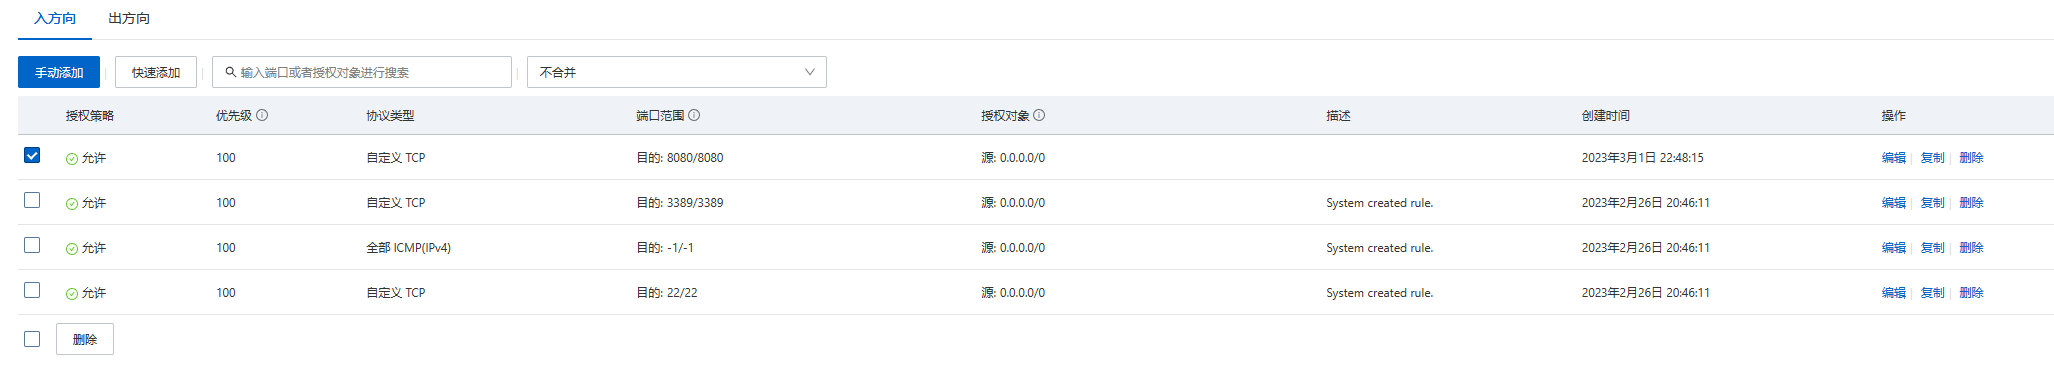 入方向 出方向
手动添加 快速添加 输入端口或者授权对象进行搜索 不合并
授权策略 优先级 协议类型 端口范围 授权对象 描述 创建时间 操作
允许 100 自定义 TCP 目的: 8080/8080 源: 0.0.0.0/0 2023年3月1日 22:48:15 编辑 复制 删除
允许 100 自定义 TCP 目的: 3389/3389 源: 0.0.0.0/0 System created rule. 2023年2月26日 20:46:11 编辑 复制 删除
允许 100 全部 ICMP(IPv4) 目的: -1/-1 源: 0.0.0.0/0 System created rule. 2023年2月26日 20:46:11 编辑 复制 删除
允许 100 自定义 TCP 目的: 22/22 源: 0.0.0.0/0 System created rule. 2023年2月26日 20:46:11 编辑 复制 删除
删除